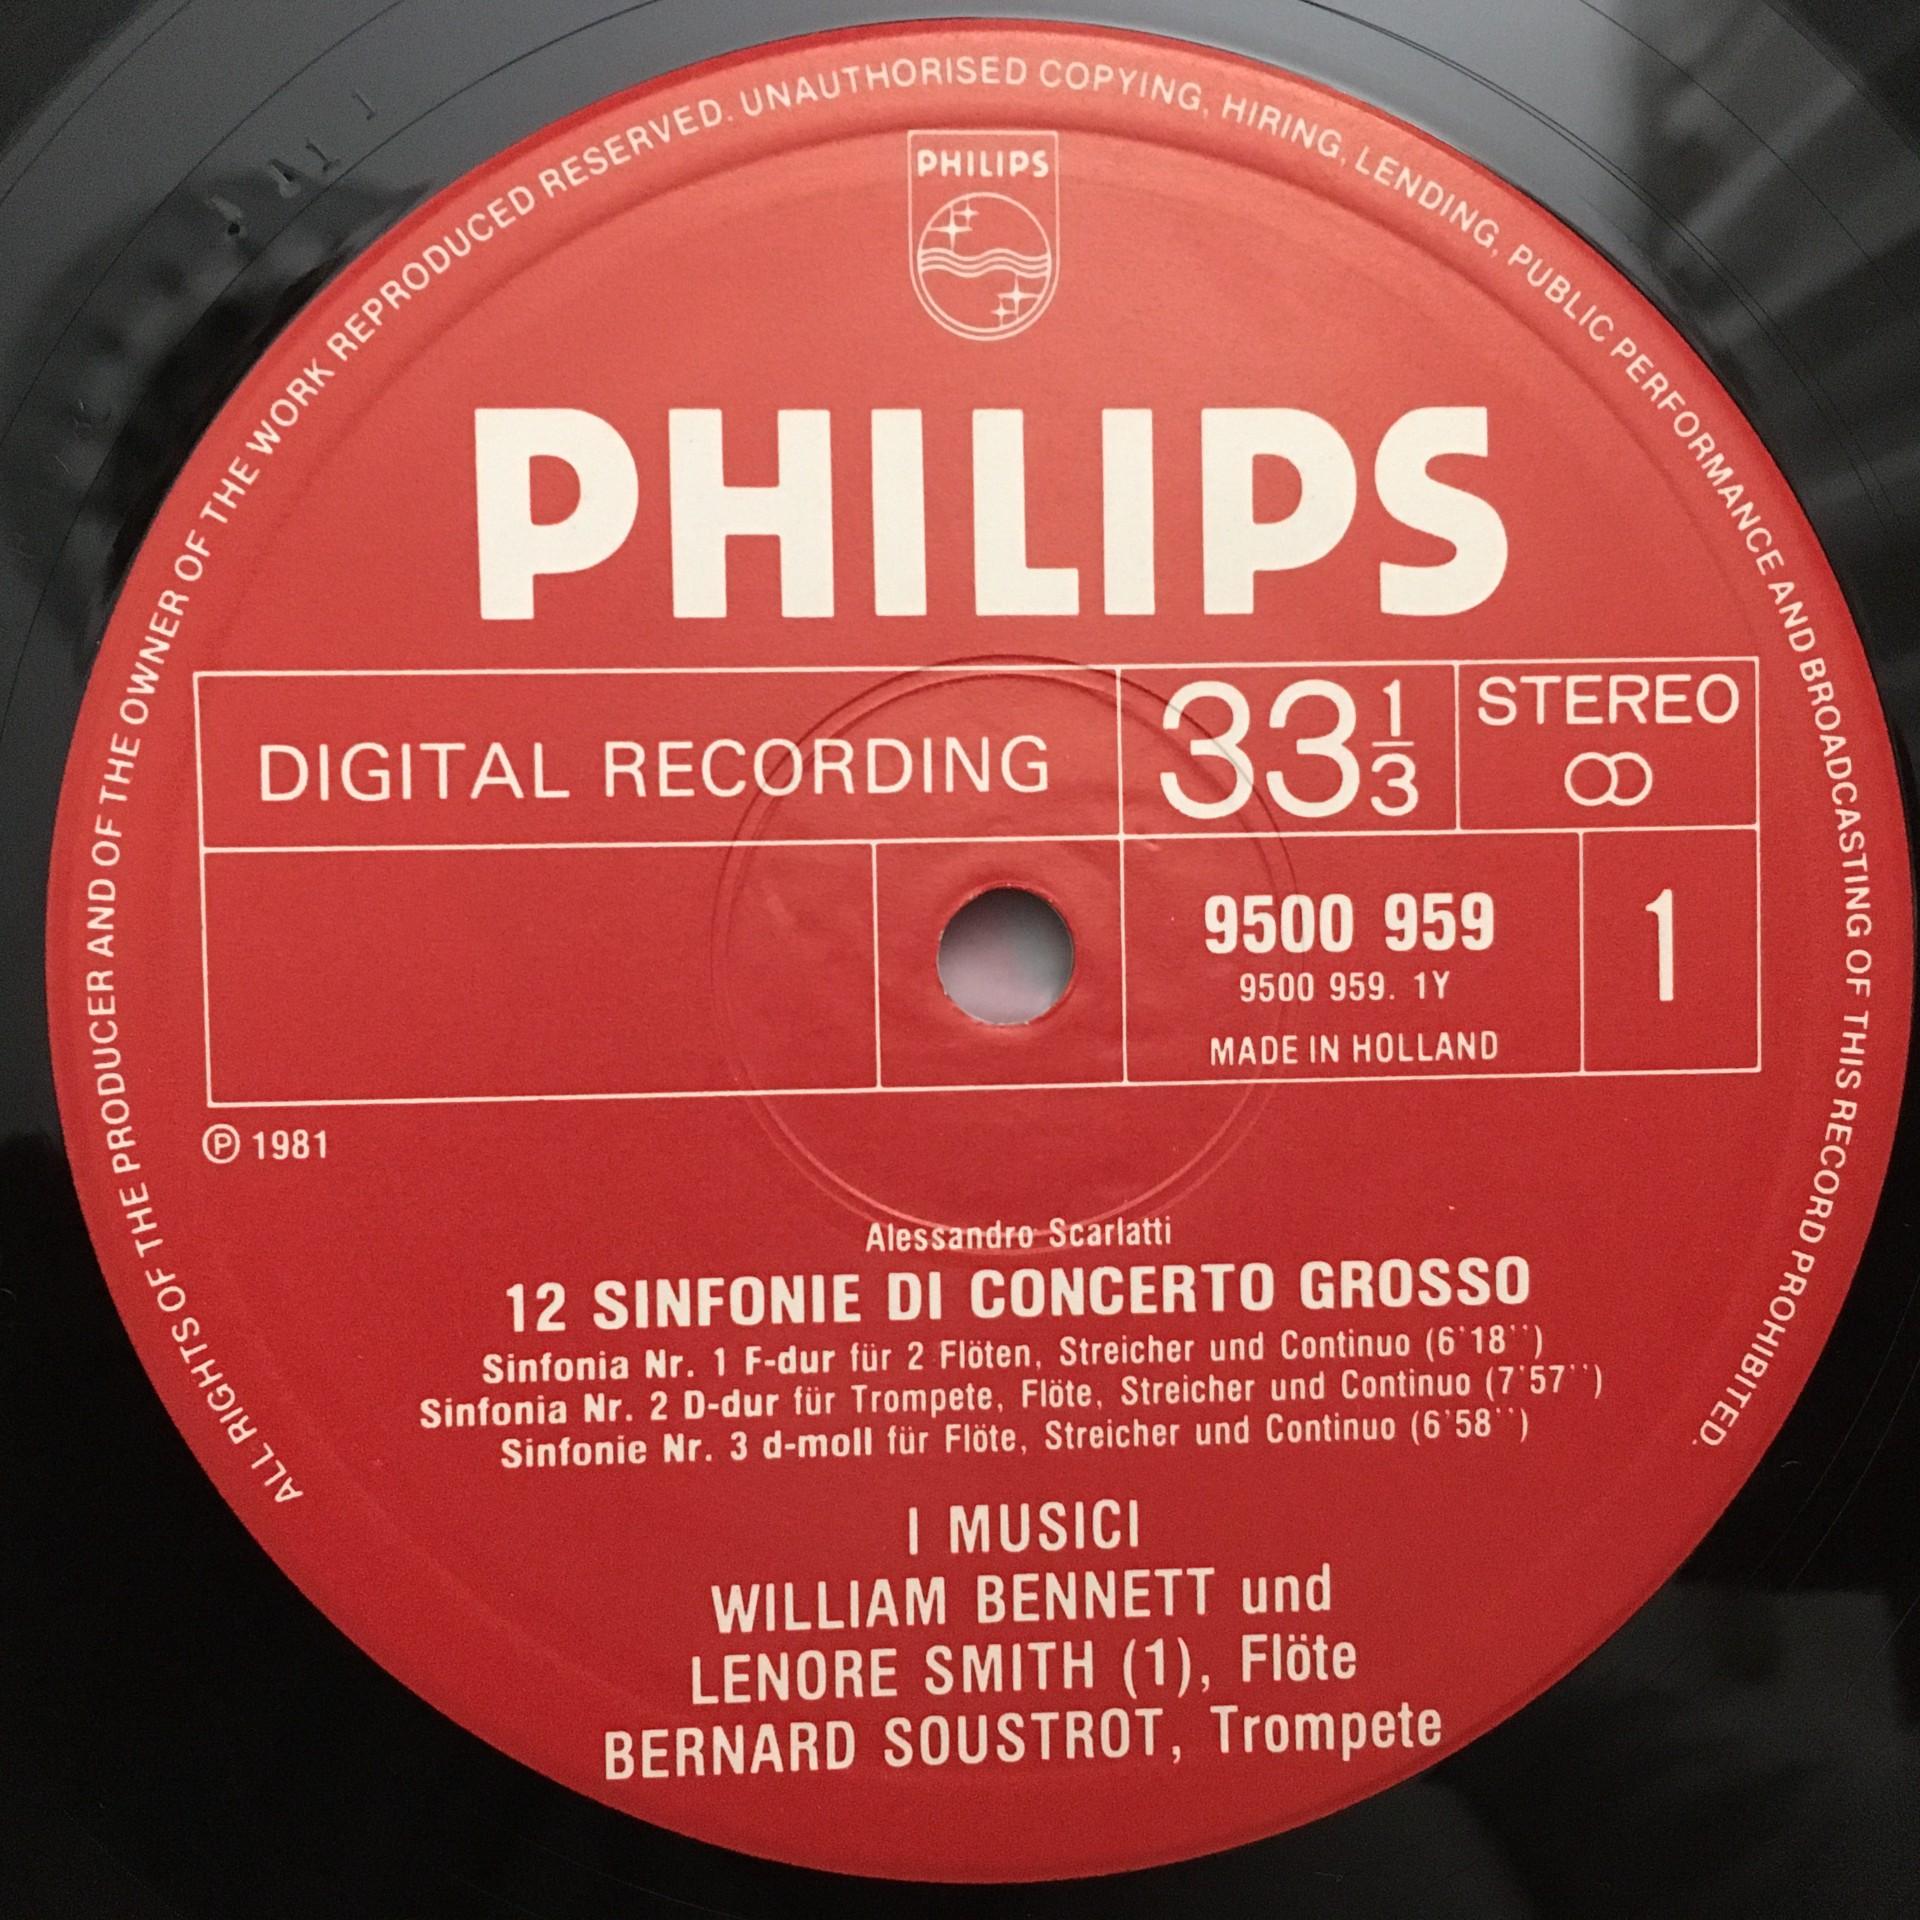 ALL RIGHTS OF THE PRODUCER AND OF THE OWNER OF THE WORK REPRODUCED RESERVED. UNAUTHORISED COPYING, HIRING, LENDING, PUBLIC PERFORMANCE AND BROADCASTING OF THIS RECORD PROHIBITED.
PHILIPS
PHILIPS
DIGITAL RECORDING
33 1/3
STEREO
9500 959
9500 959. 1Y
MADE IN HOLLAND
1
Ⓟ 1981
Alessandro Scarlatti
12 SINFONIE DI CONCERTO GROSSO
Sinfonia Nr. 1 F-dur für 2 Flöten, Streicher und Continuo (6'18'')
Sinfonia Nr. 2 D-dur für Trompete, Flöte, Streicher und Continuo (7'57'')
Sinfonie Nr. 3 d-moll für Flöte, Streicher und Continuo (6'58'')
I MUSICI
WILLIAM BENNETT und
LENORE SMITH (1), Flöte
BERNARD SOUSTROT, Trompete